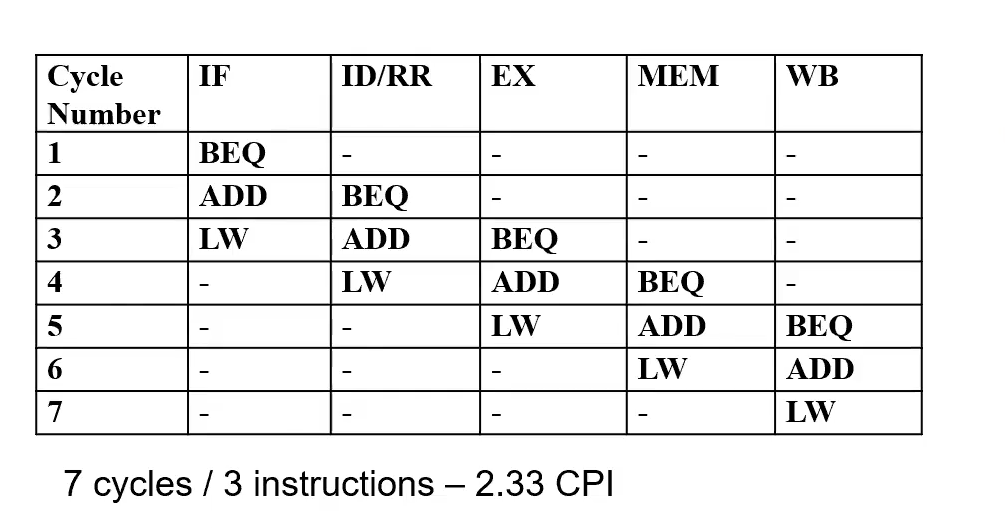 Cycle Number IF ID/RR EX MEM WB
1 BEQ - - - -
2 ADD BEQ - - -
3 LW ADD BEQ - -
4 - LW ADD BEQ -
5 - - LW ADD BEQ
6 - - - LW ADD
7 - - - - LW
7 cycles / 3 instructions – 2.33 CPI